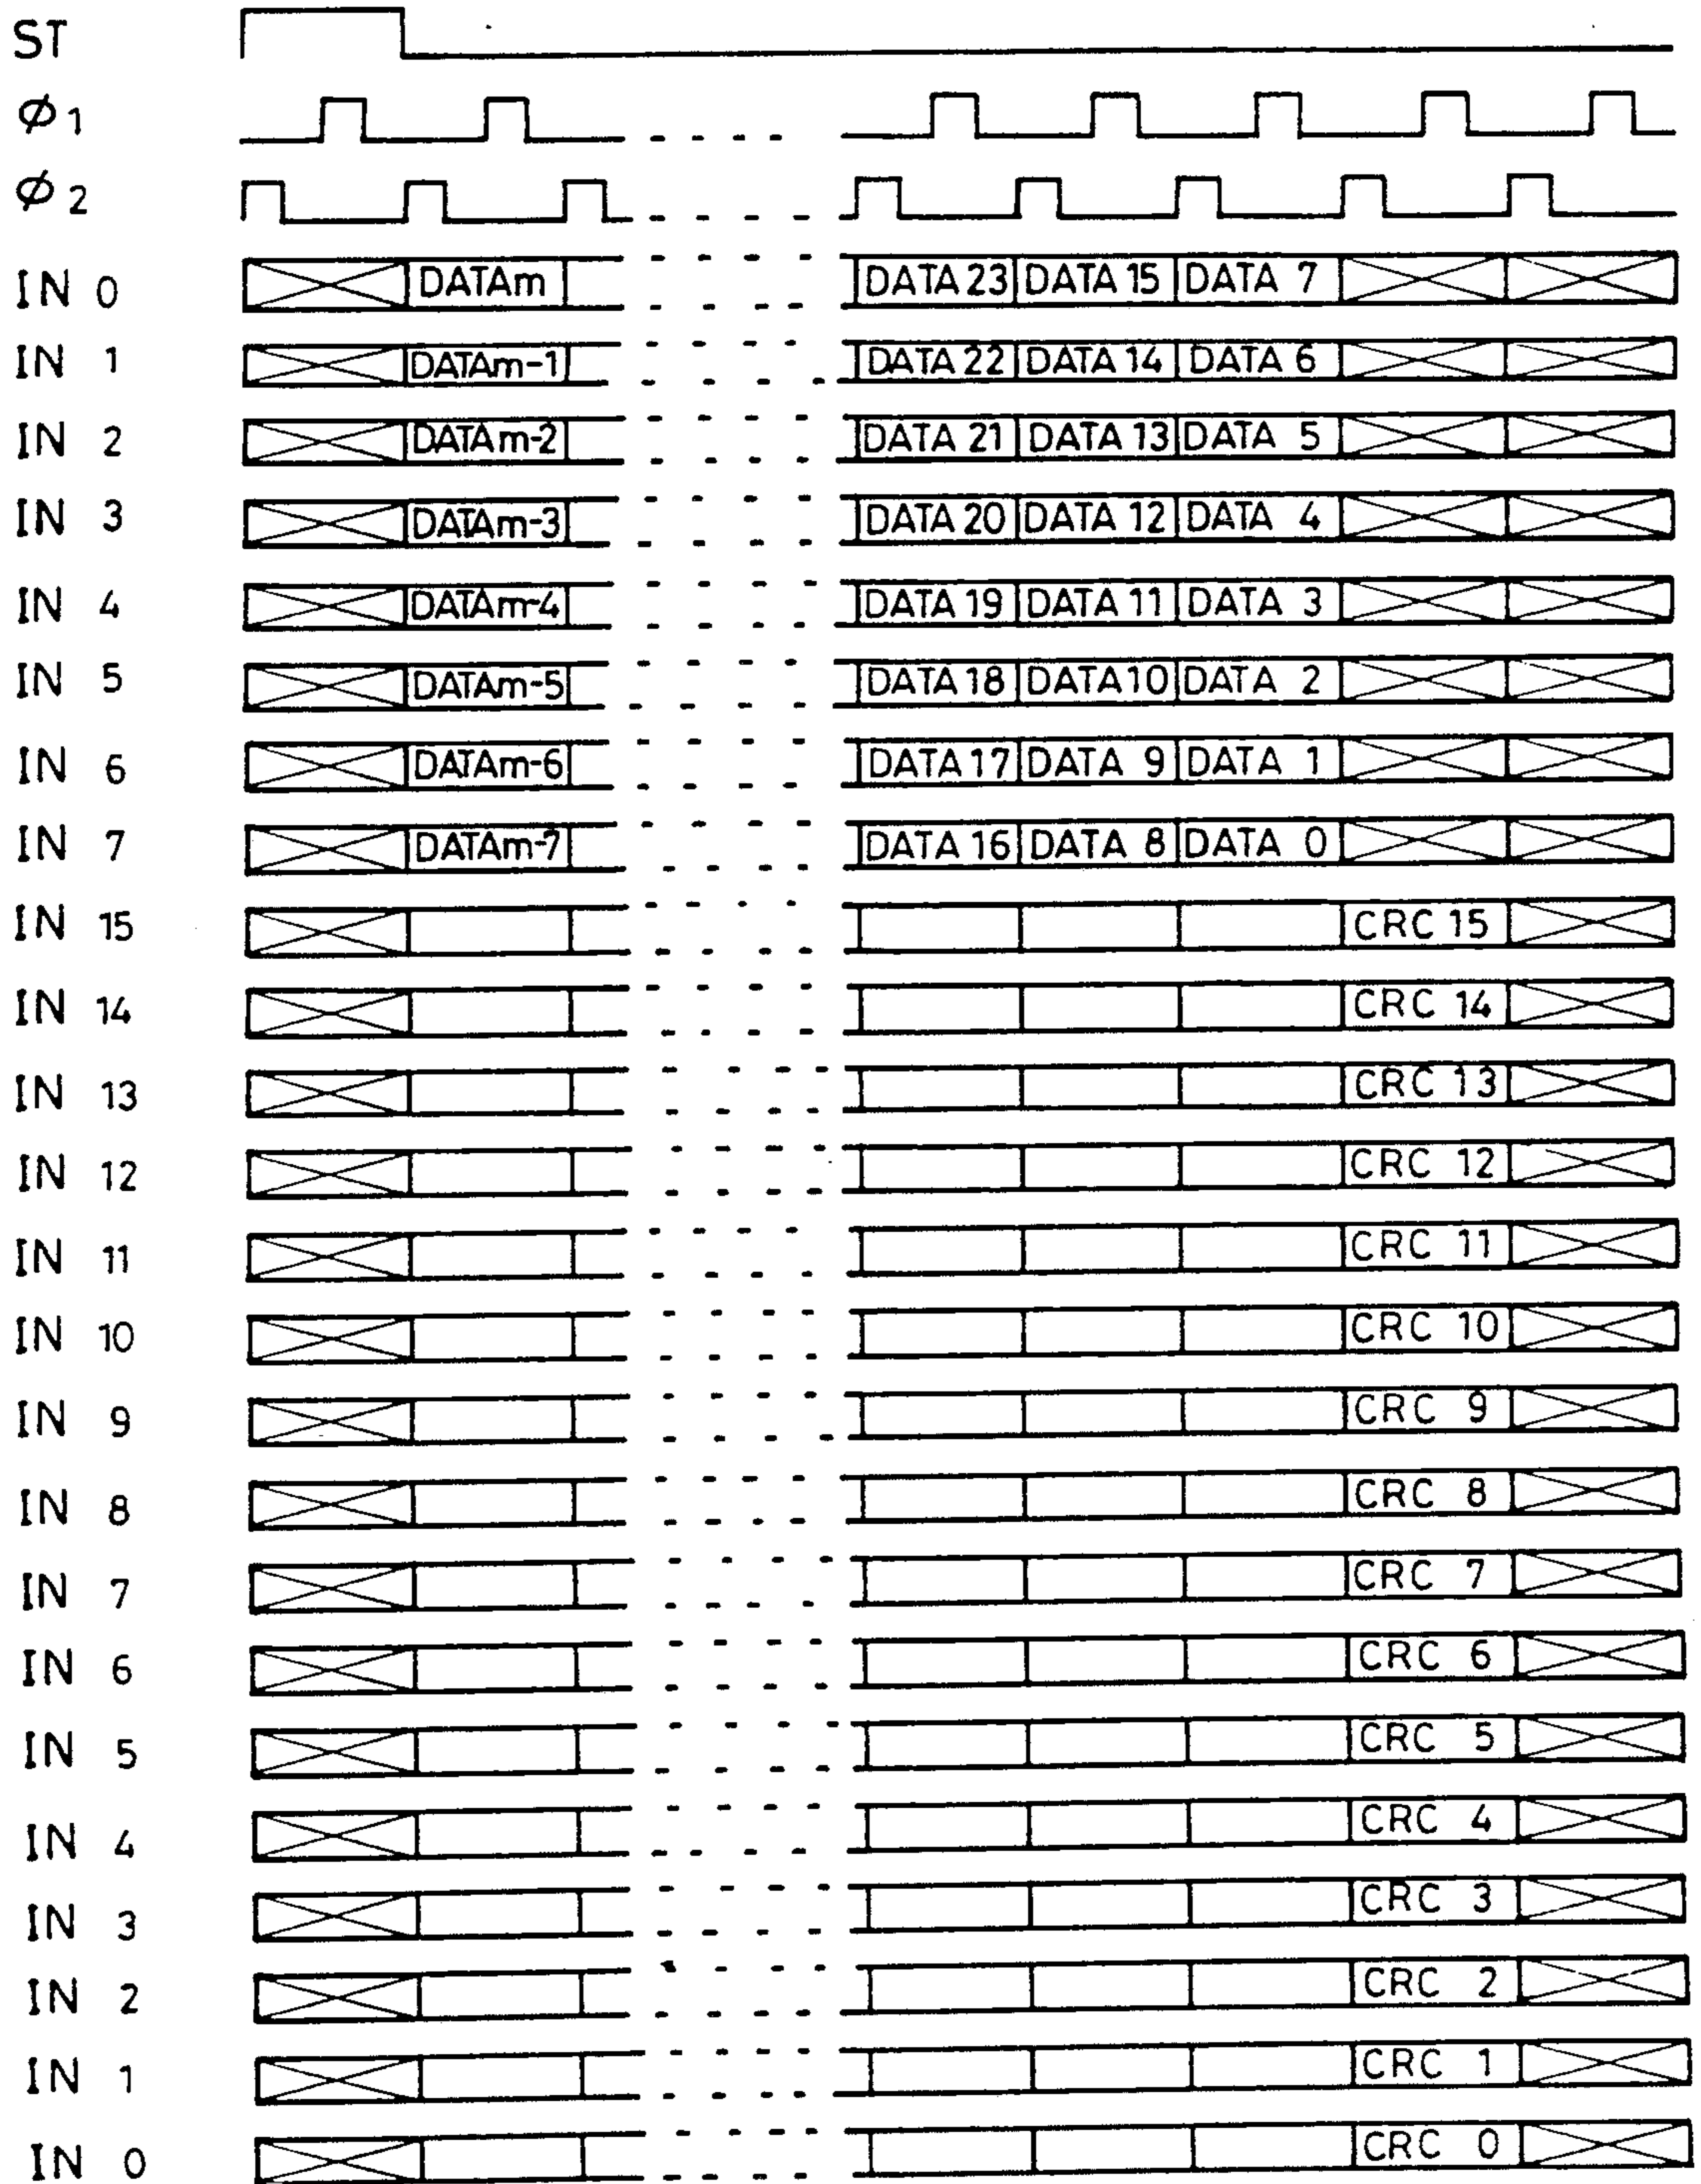 ST
Ø1
Ø2
IN 0 DATAm DATA 23 DATA 15 DATA 7
IN 1 DATAm-1 DATA 22 DATA 14 DATA 6
IN 2 DATAm-2 DATA 21 DATA 13 DATA 5
IN 3 DATAm-3 DATA 20 DATA 12 DATA 4
IN 4 DATAm-4 DATA 19 DATA 11 DATA 3
IN 5 DATAm-5 DATA 18 DATA 10 DATA 2
IN 6 DATAm-6 DATA 17 DATA 9 DATA 1
IN 7 DATAm-7 DATA 16 DATA 8 DATA 0
IN 15 CRC 15
IN 14 CRC 14
IN 13 CRC 13
IN 12 CRC 12
IN 11 CRC 11
IN 10 CRC 10
IN 9 CRC 9
IN 8 CRC 8
IN 7 CRC 7
IN 6 CRC 6
IN 5 CRC 5
IN 4 CRC 4
IN 3 CRC 3
IN 2 CRC 2
IN 1 CRC 1
IN 0 CRC 0